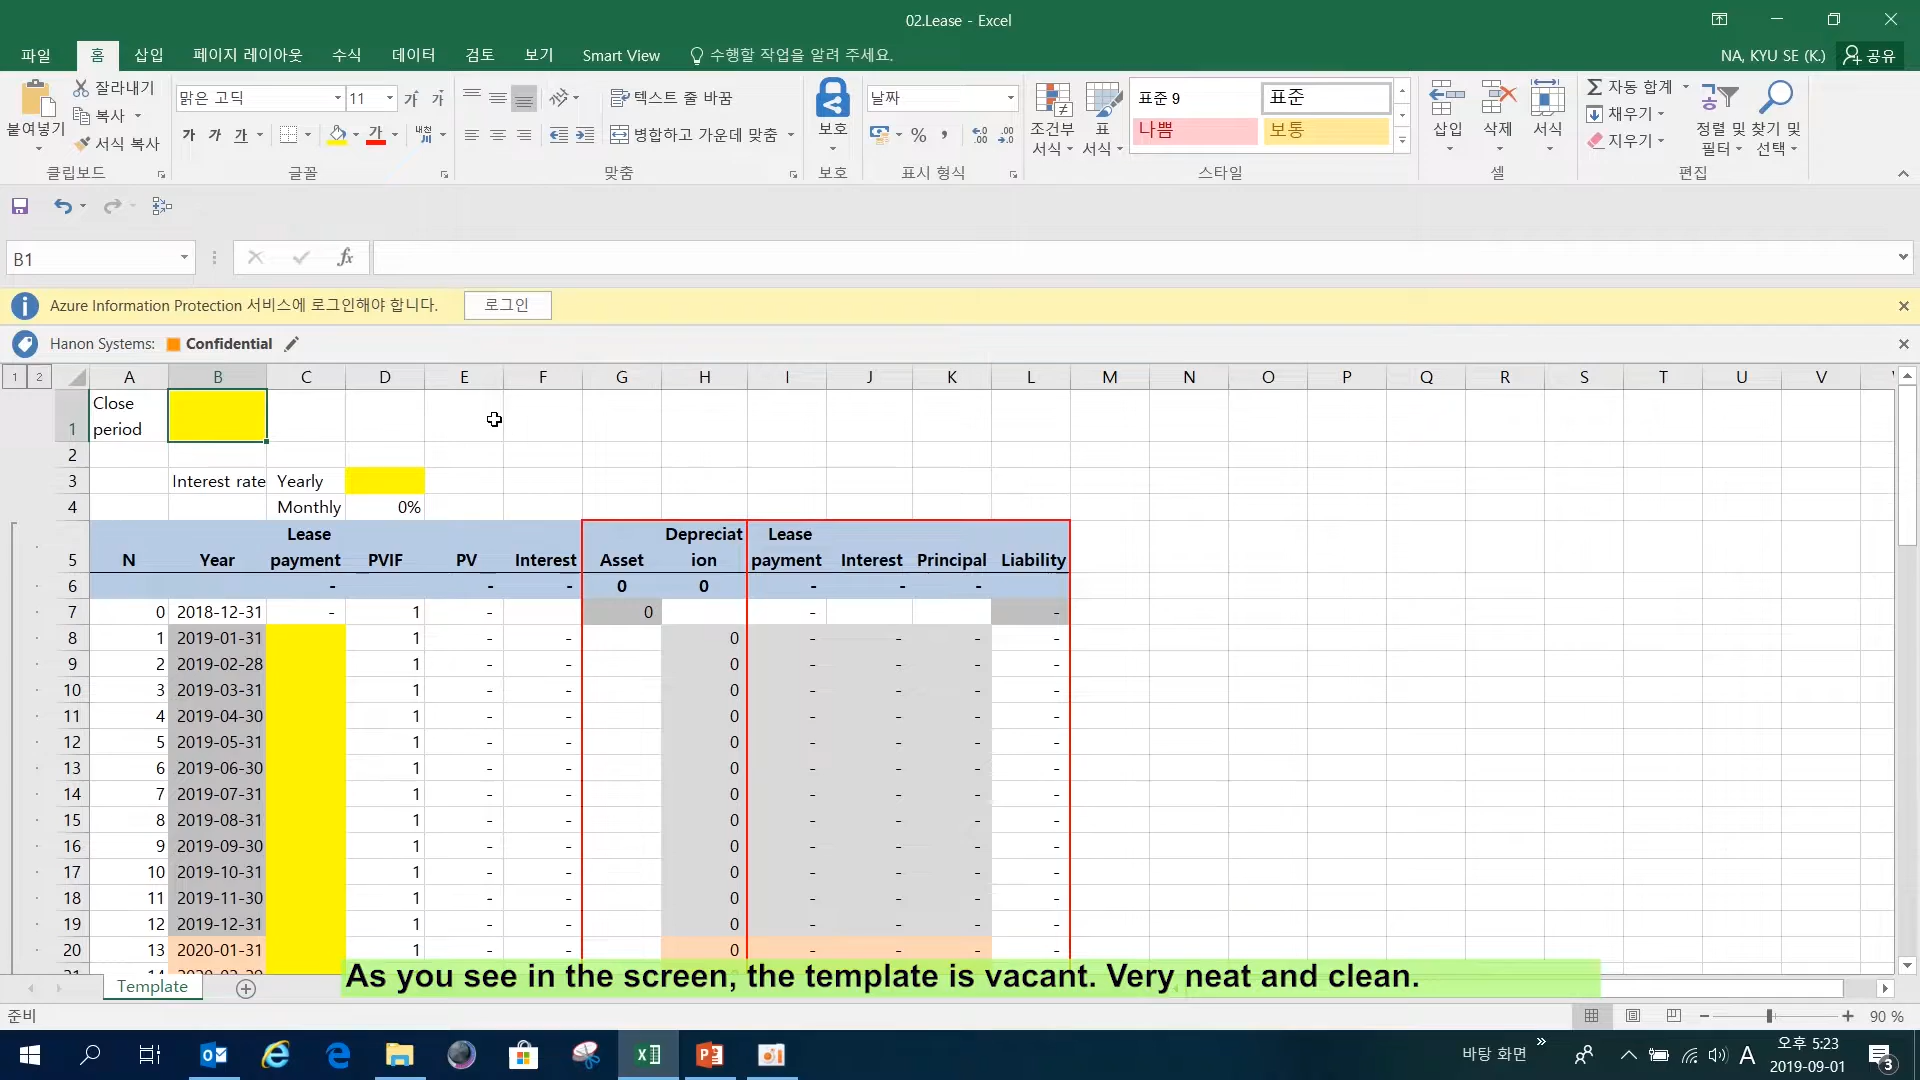 02.Lease - Excel
파일 홈 삽입 페이지 레이아웃 수식 데이터 검토 보기 Smart View 수행할 작업을 알려 주세요. NA, KYU SE (K.) 공유
붙여넣기 잘라내기 복사 서식 복사 클립보드
맑은 고딕 11 가 가 가 가 가 가 내천 글꼴
텍스트 줄 바꿈 병합하고 가운데 맞춤 맞춤
보호 보호
날짜 % , 표시 형식
조건부 서식 표 서식 표준 9 표준 나쁨 보통 스타일
삽입 삭제 서식 셀
자동 합계 채우기 지우기 정렬 및 필터 찾기 및 선택 편집
B1 fx
Azure Information Protection 서비스에 로그인해야 합니다. 로그인
Hanon Systems: Confidential
1 2 A B C D E F G H I J K L M N O P Q R S T U V
1 Close period
2
3 Interest rate Yearly
4 Monthly 0%
5 N Year Lease payment PVIF PV Interest Asset Depreciation Lease payment Interest Principal Liability
6 - - - 0 0 - - -
7 0 2018-12-31 - 1 - 0 - -
8 1 2019-01-31 1 - - 0 - - - -
9 2 2019-02-28 1 - - 0 - - - -
10 3 2019-03-31 1 - - 0 - - - -
11 4 2019-04-30 1 - - 0 - - - -
12 5 2019-05-31 1 - - 0 - - - -
13 6 2019-06-30 1 - - 0 - - - -
14 7 2019-07-31 1 - - 0 - - - -
15 8 2019-08-31 1 - - 0 - - - -
16 9 2019-09-30 1 - - 0 - - - -
17 10 2019-10-31 1 - - 0 - - - -
18 11 2019-11-30 1 - - 0 - - - -
19 12 2019-12-31 1 - - 0 - - - -
20 13 2020-01-31 1 - - 0 - - - -
As you see in the screen, the template is vacant. Very neat and clean.
Template
준비 90 %
바탕 화면 A 오후 5:23
2019-09-01 3